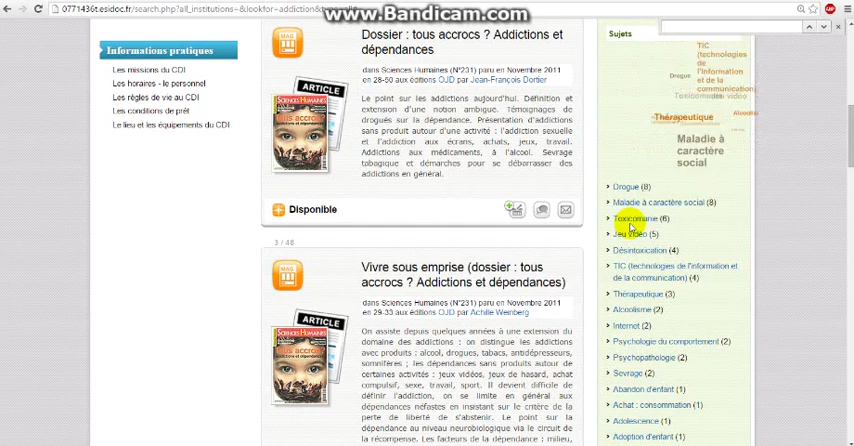 www.Bandicam.com
0771436t.esidoc.fr/search.php?all_institutions=&lookfor=addiction&
ABP
Informations pratiques
Les missions du CDI
Les horaires - le personnel
Les règles de vie au CDI
Les conditions de prêt
Le lieu et les équipements du CDI
MAG
ARTICLE
SCIENCES HUMAINES
tous accros
Dossier : tous accrocs ? Addictions et
dépendances
dans Sciences Humaines (N°231) paru en Novembre 2011
en 28-50 aux éditions OJD par Jean-François Dortier
Le point sur les addictions aujourd'hui. Définition et
extension d'une notion ambigue. Témoignages de
drogués sur la dépendance. Présentation d'addictions
sans produit autour d'une activité : l'addiction sexuelle
et l'addiction aux écrans, achats, jeux, travail.
Addictions aux médicaments, à l'alcool. Sevrage
tabagique et démarches pour se débarrasser des
addictions en général.
Disponible
3 / 46
MAG
ARTICLE
SCIENCES HUMAINES
tous accros
Vivre sous emprise (dossier : tous
accrocs ? Addictions et dépendances)
dans Sciences Humaines (N°231) paru en Novembre 2011
en 29-33 aux éditions OJD par Achille Weinberg
On assiste depuis quelques années à une extension du
domaine des addictions : on distingue les addictions
avec produits : alcool, drogues, tabacs, antidépresseurs,
somnifères ; les dépendances sans produits autour de
certaines activités : jeux vidéos, jeux de hasard, achat
compulsif, sexe, travail, sport. Il devient difficile de
définir l'addiction, on se limite en général aux
dépendances néfastes en insistant sur le critère de la
perte de liberté de s'abstenir. Le point sur la
dépendance au niveau neurobiologique via le circuit de
la récompense. Les facteurs de la dépendance : milieu,
Sujets
TIC
(technologies
de
l'information
et de la
communication)
Drogue
Toxicomanie
Jeu vidéo
Alcoolisme
Thérapeutique
Maladie à
caractère
social
Drogue (8)
Maladie à caractère social (8)
Toxicomanie (6)
Jeu vidéo (5)
Désintoxication (4)
TIC (technologies de l'information et
de la communication) (4)
Thérapeutique (3)
Alcoolisme (2)
Internet (2)
Psychologie du comportement (2)
Psychopathologie (2)
Sevrage (2)
Abandon d'enfant (1)
Achat : consommation (1)
Adolescence (1)
Adoption d'enfant (1)